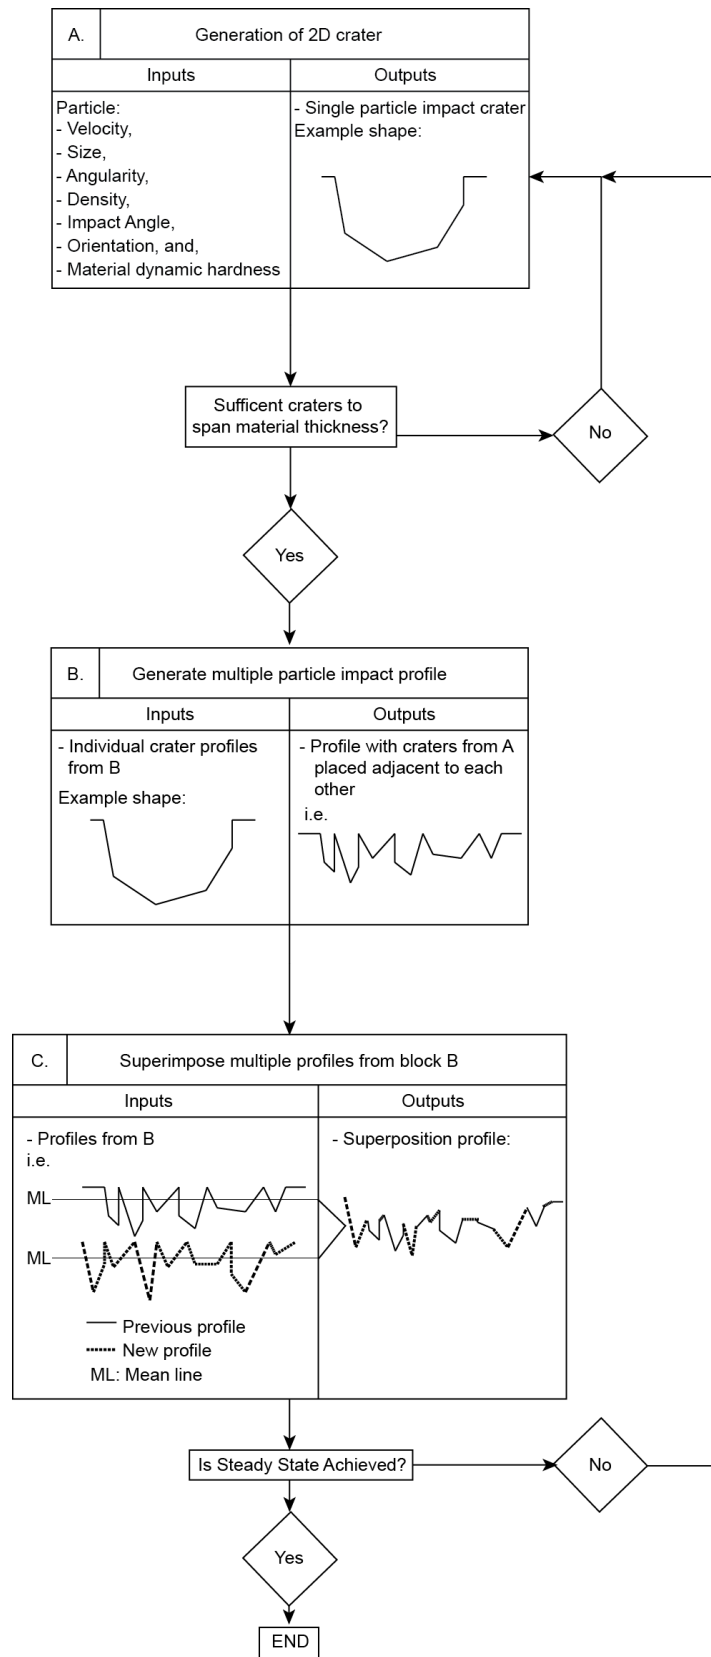 A.
Generation of 2D crater
Inputs
Outputs
Particle:
- Velocity,
- Size,
- Angularity,
- Density,
- Impact Angle,
- Orientation, and,
- Material dynamic hardness
- Single particle impact crater
Example shape:
Sufficent craters to
span material thickness?
No
Yes
B.
Generate multiple particle impact profile
Inputs
Outputs
- Individual crater profiles
from B
Example shape:
- Profile with craters from A
placed adjacent to each
other
i.e.
C.
Superimpose multiple profiles from block B
Inputs
Outputs
- Profiles from B
i.e.
ML
ML
Previous profile
New profile
ML: Mean line
- Superposition profile:
Is Steady State Achieved?
No
Yes
END